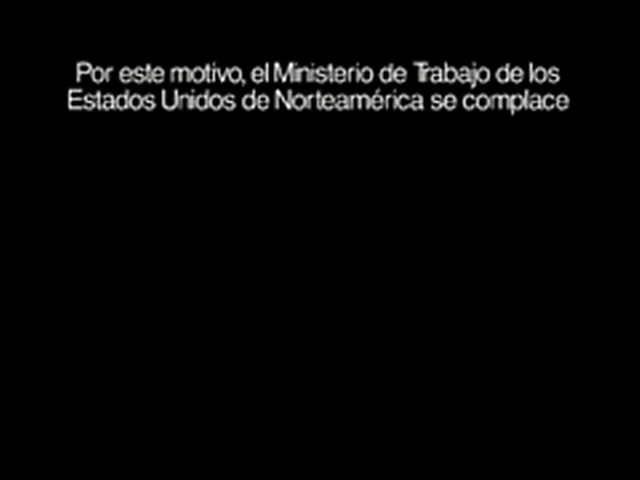 Por este motivo, el Ministerio de Trabajo de los
Estados Unidos de Norteamérica se complace